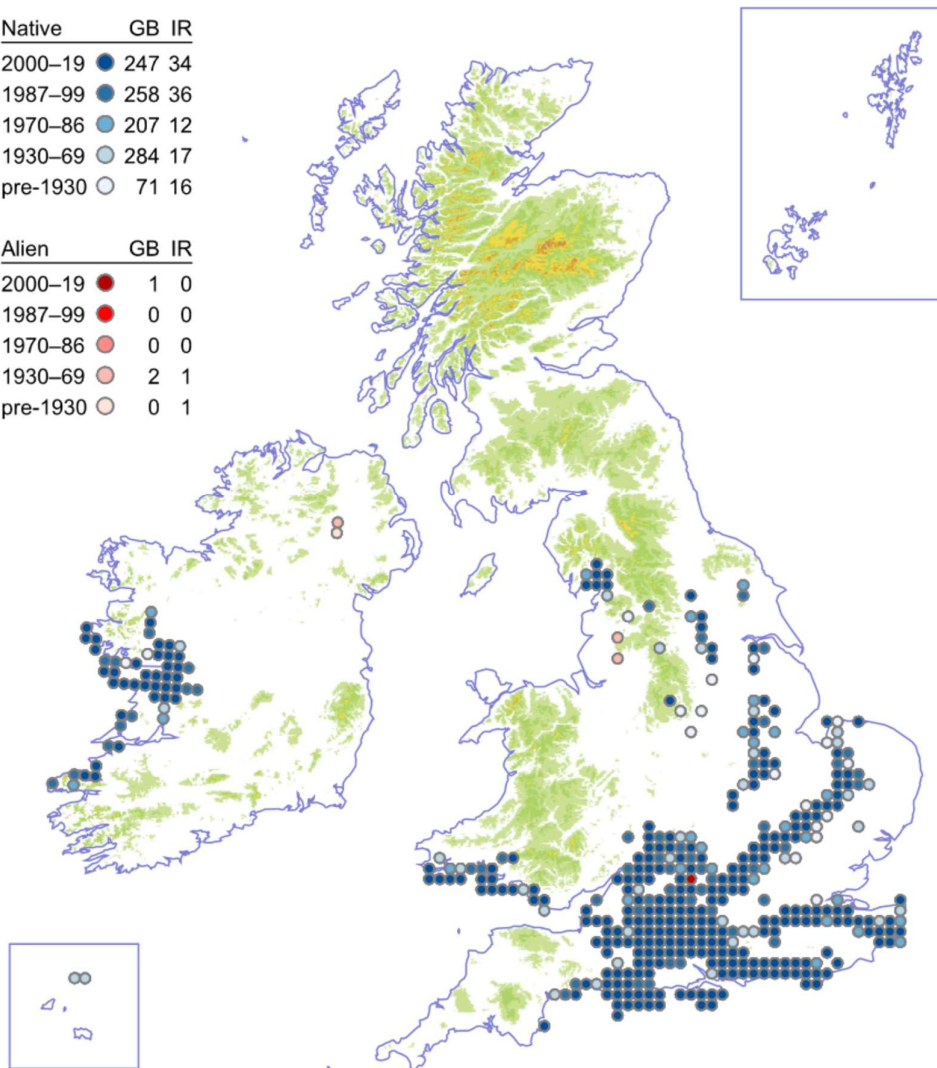 Native GB IR
2000–19 247 34
1987–99 258 36
1970–86 207 12
1930–69 284 17
pre-1930 71 16
Alien GB IR
2000–19 1 0
1987–99 0 0
1970–86 0 0
1930–69 2 1
pre-1930 0 1